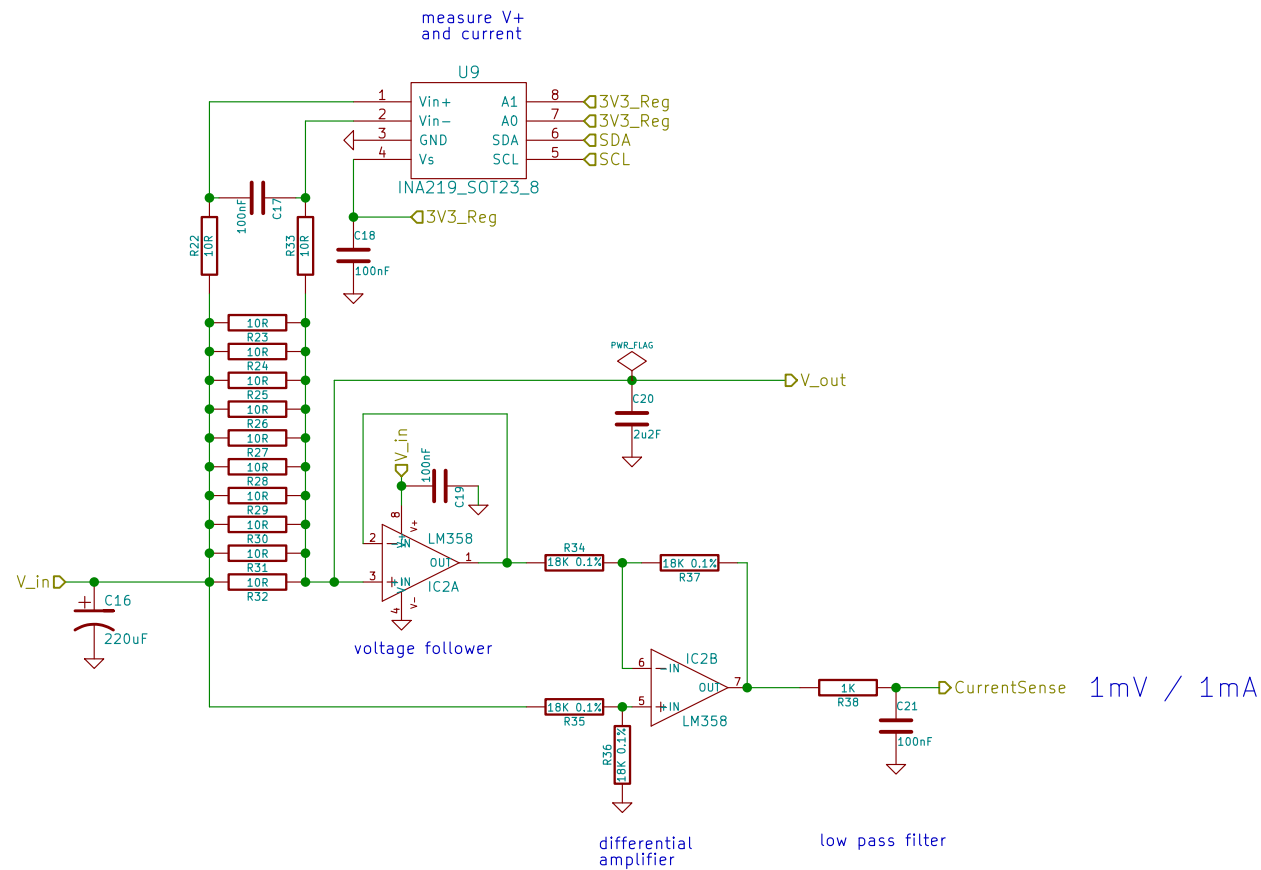 measure V+
and current
U9
1 Vin+ A1 8 3V3_Reg
2 Vin- A0 7 3V3_Reg
3 GND SDA 6 SDA
4 Vs SCL 5 SCL
INA219_SOT23_8
100nF C17
3V3_Reg
R22 10R
R33 10R
C18
100nF
10R
R23
10R
R24
10R
R25
10R
R26
10R
R27
10R
R28
10R
R29
10R
R30
10R
R31
10R
R32
PWR_FLAG
V_out
C20
2u2F
V_in
100nF
C19
8 V+
LM358
2 -IN
OUT 1
3 +IN
IC2A
4 V-
V_in
C16
220uF
voltage follower
R34
18K 0.1%
18K 0.1%
R37
IC2B
6 -IN
OUT 7
5 +IN
LM358
18K 0.1%
R35
R36 18K 0.1%
1K
R38
CurrentSense
1mV / 1mA
C21
100nF
differential
amplifier
low pass filter